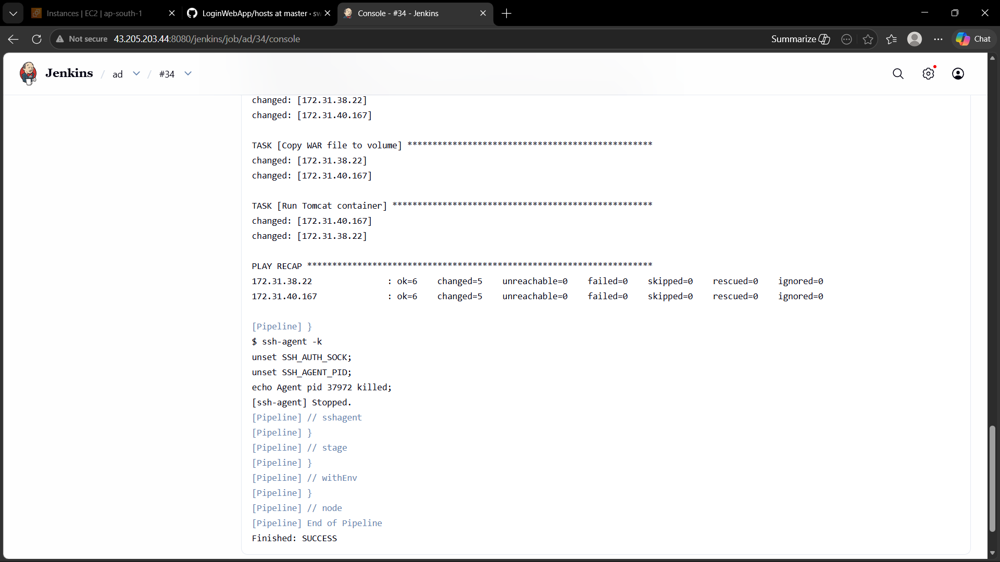 Instances | EC2 | ap-south-1
LoginWebApp/hosts at master · sw
Console - #34 - Jenkins
Not secure 43.205.203.44:8080/jenkins/job/ad/34/console
Summarize
Chat
Jenkins / ad / #34
changed: [172.31.38.22]
changed: [172.31.40.167]
TASK [Copy WAR file to volume] *************************************************
changed: [172.31.38.22]
changed: [172.31.40.167]
TASK [Run Tomcat container] ****************************************************
changed: [172.31.40.167]
changed: [172.31.38.22]
PLAY RECAP *********************************************************************
172.31.38.22 : ok=6 changed=5 unreachable=0 failed=0 skipped=0 rescued=0 ignored=0
172.31.40.167 : ok=6 changed=5 unreachable=0 failed=0 skipped=0 rescued=0 ignored=0
[Pipeline] }
$ ssh-agent -k
unset SSH_AUTH_SOCK;
unset SSH_AGENT_PID;
echo Agent pid 37972 killed;
[ssh-agent] Stopped.
[Pipeline] // sshagent
[Pipeline] }
[Pipeline] // stage
[Pipeline] }
[Pipeline] // withEnv
[Pipeline] }
[Pipeline] // node
[Pipeline] End of Pipeline
Finished: SUCCESS